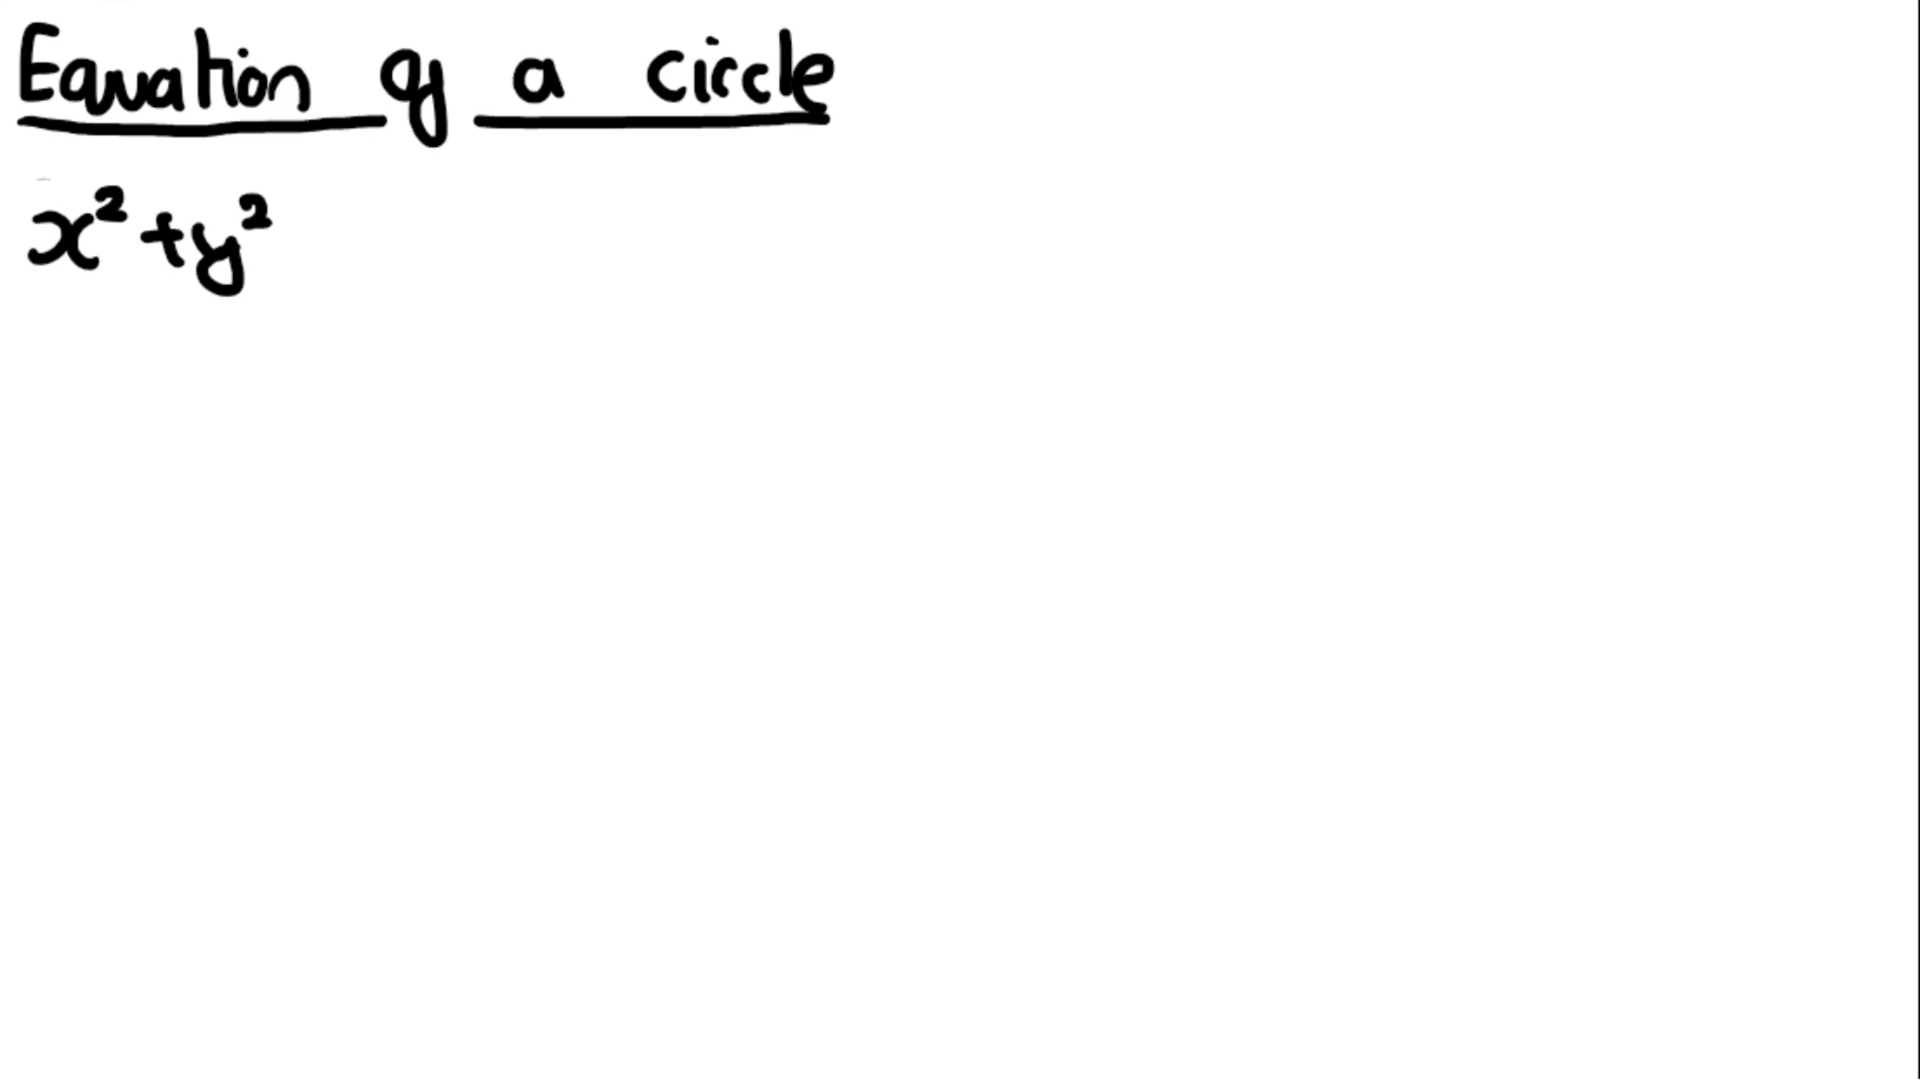 Equation of a circle
x²+y²